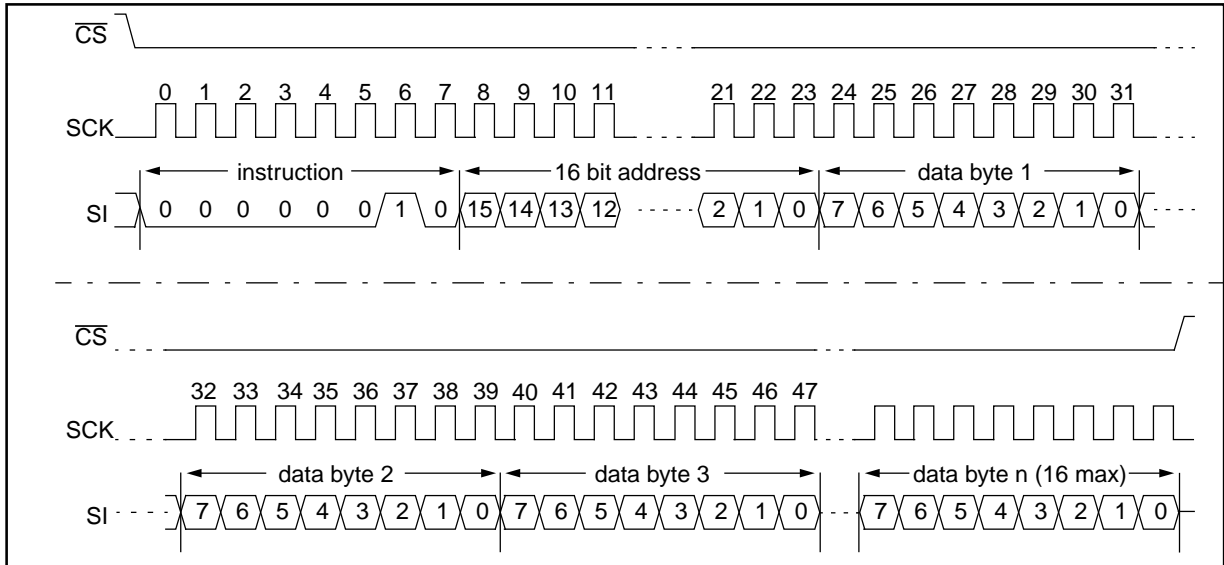 CS
0 1 2 3 4 5 6 7 8 9 10 11 21 22 23 24 25 26 27 28 29 30 31
SCK
instruction 16 bit address data byte 1
SI 0 0 0 0 0 0 1 0 15 14 13 12 2 1 0 7 6 5 4 3 2 1 0
CS
32 33 34 35 36 37 38 39 40 41 42 43 44 45 46 47
SCK
data byte 2 data byte 3 data byte n (16 max)
SI 7 6 5 4 3 2 1 0 7 6 5 4 3 2 1 0 7 6 5 4 3 2 1 0